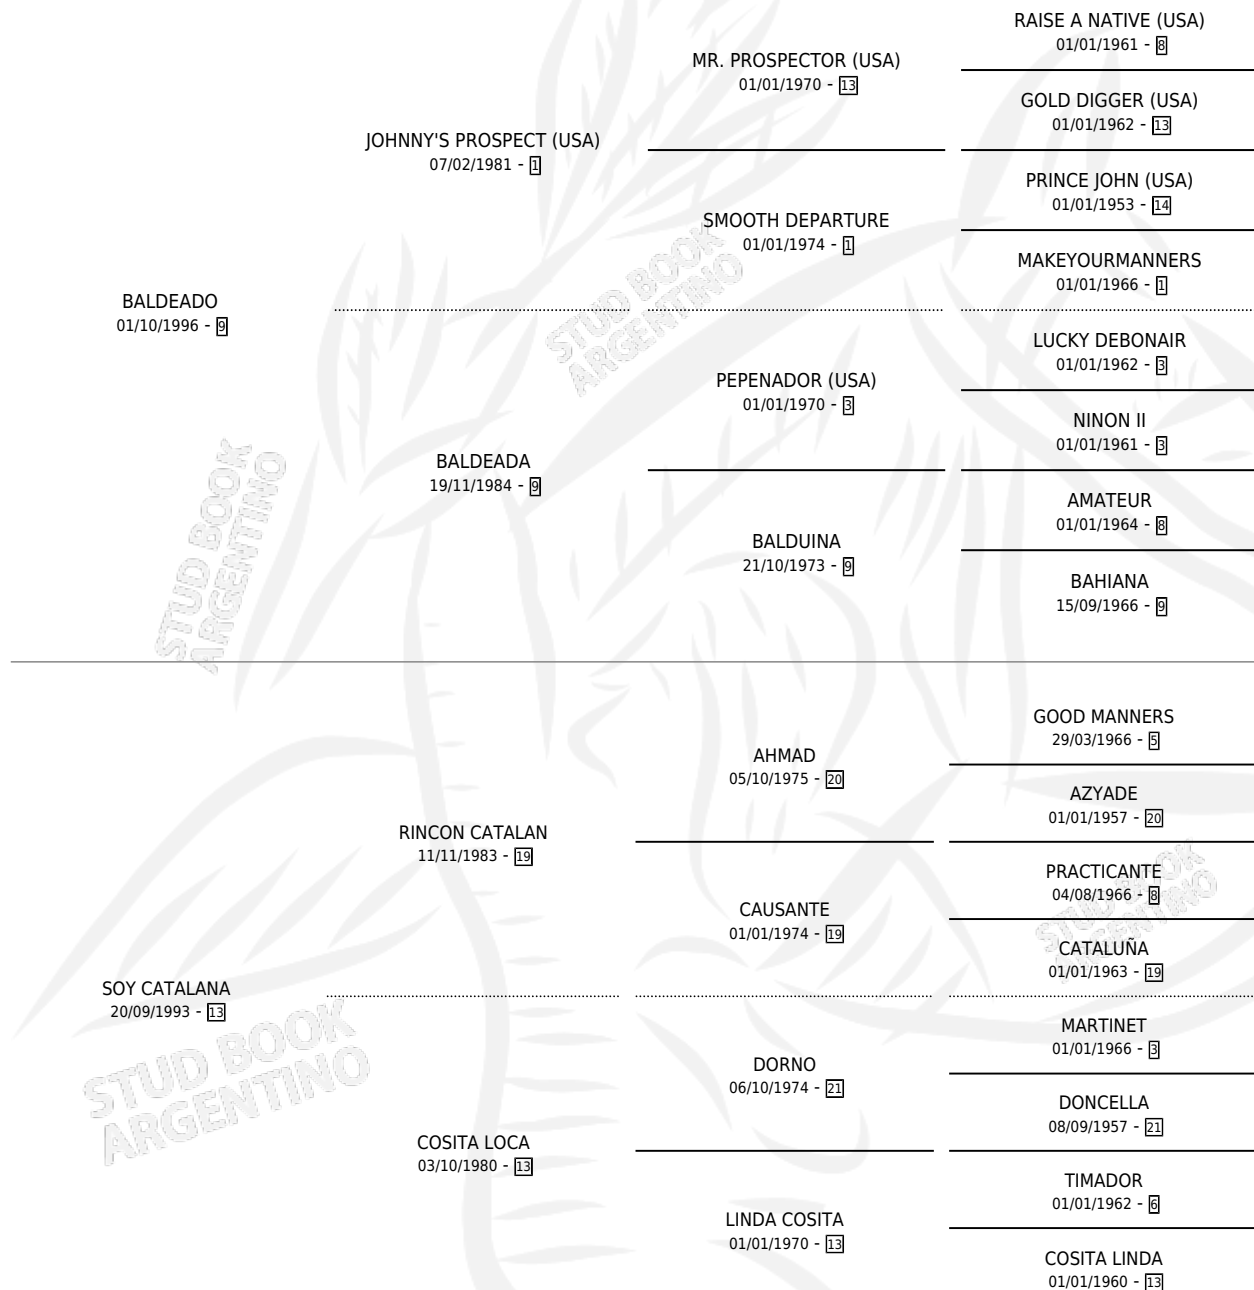 RAISE A NATIVE (USA)
01/01/1961 - 8
MR. PROSPECTOR (USA)
01/01/1970 - 13
GOLD DIGGER (USA)
01/01/1962 - 13
JOHNNY'S PROSPECT (USA)
07/02/1981 - 1
PRINCE JOHN (USA)
01/01/1953 - 14
SMOOTH DEPARTURE
01/01/1974 - 1
MAKEYOURMANNERS
01/01/1966 - 1
BALDEADO
01/10/1996 - 9
LUCKY DEBONAIR
01/01/1962 - 3
PEPENADOR (USA)
01/01/1970 - 3
NINON II
01/01/1961 - 3
BALDEADA
19/11/1984 - 9
AMATEUR
01/01/1964 - 8
BALDUINA
21/10/1973 - 9
BAHIANA
15/09/1966 - 9
STUD BOOK
ARGENTINO
STUD BOOK
ARGENTINO
GOOD MANNERS
29/03/1966 - 5
AHMAD
05/10/1975 - 20
AZYADE
01/01/1957 - 20
RINCON CATALAN
11/11/1983 - 19
PRACTICANTE
04/08/1966 - 8
CAUSANTE
01/01/1974 - 19
CATALUÑA
01/01/1963 - 19
SOY CATALANA
20/09/1993 - 13
MARTINET
01/01/1966 - 3
DORNO
06/10/1974 - 21
DONCELLA
08/09/1957 - 21
COSITA LOCA
03/10/1980 - 13
TIMADOR
01/01/1962 - 6
LINDA COSITA
01/01/1970 - 13
COSITA LINDA
01/01/1960 - 13
STUD BOOK
ARGENTINO
STUD BOOK
ARGENTINO